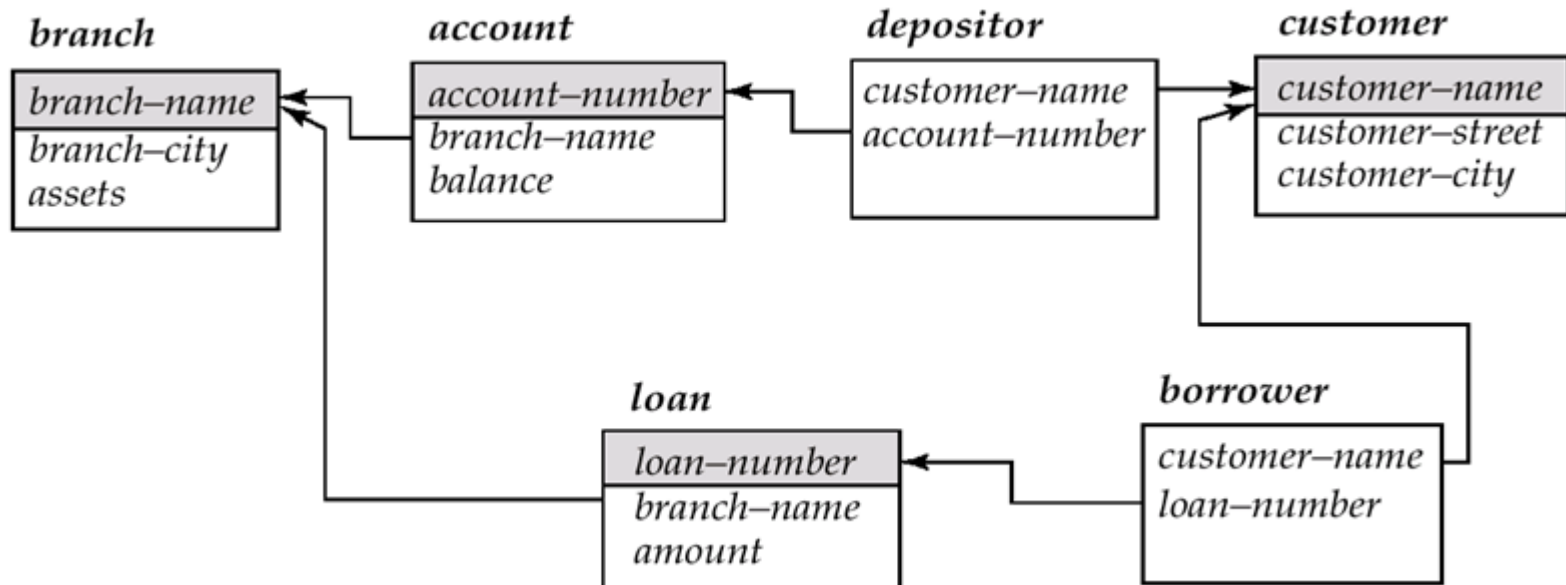 branch
branch–name
branch–city
assets
account
account–number
branch–name
balance
depositor
customer–name
account–number
customer
customer–name
customer–street
customer–city
loan
loan–number
branch–name
amount
borrower
customer–name
loan–number